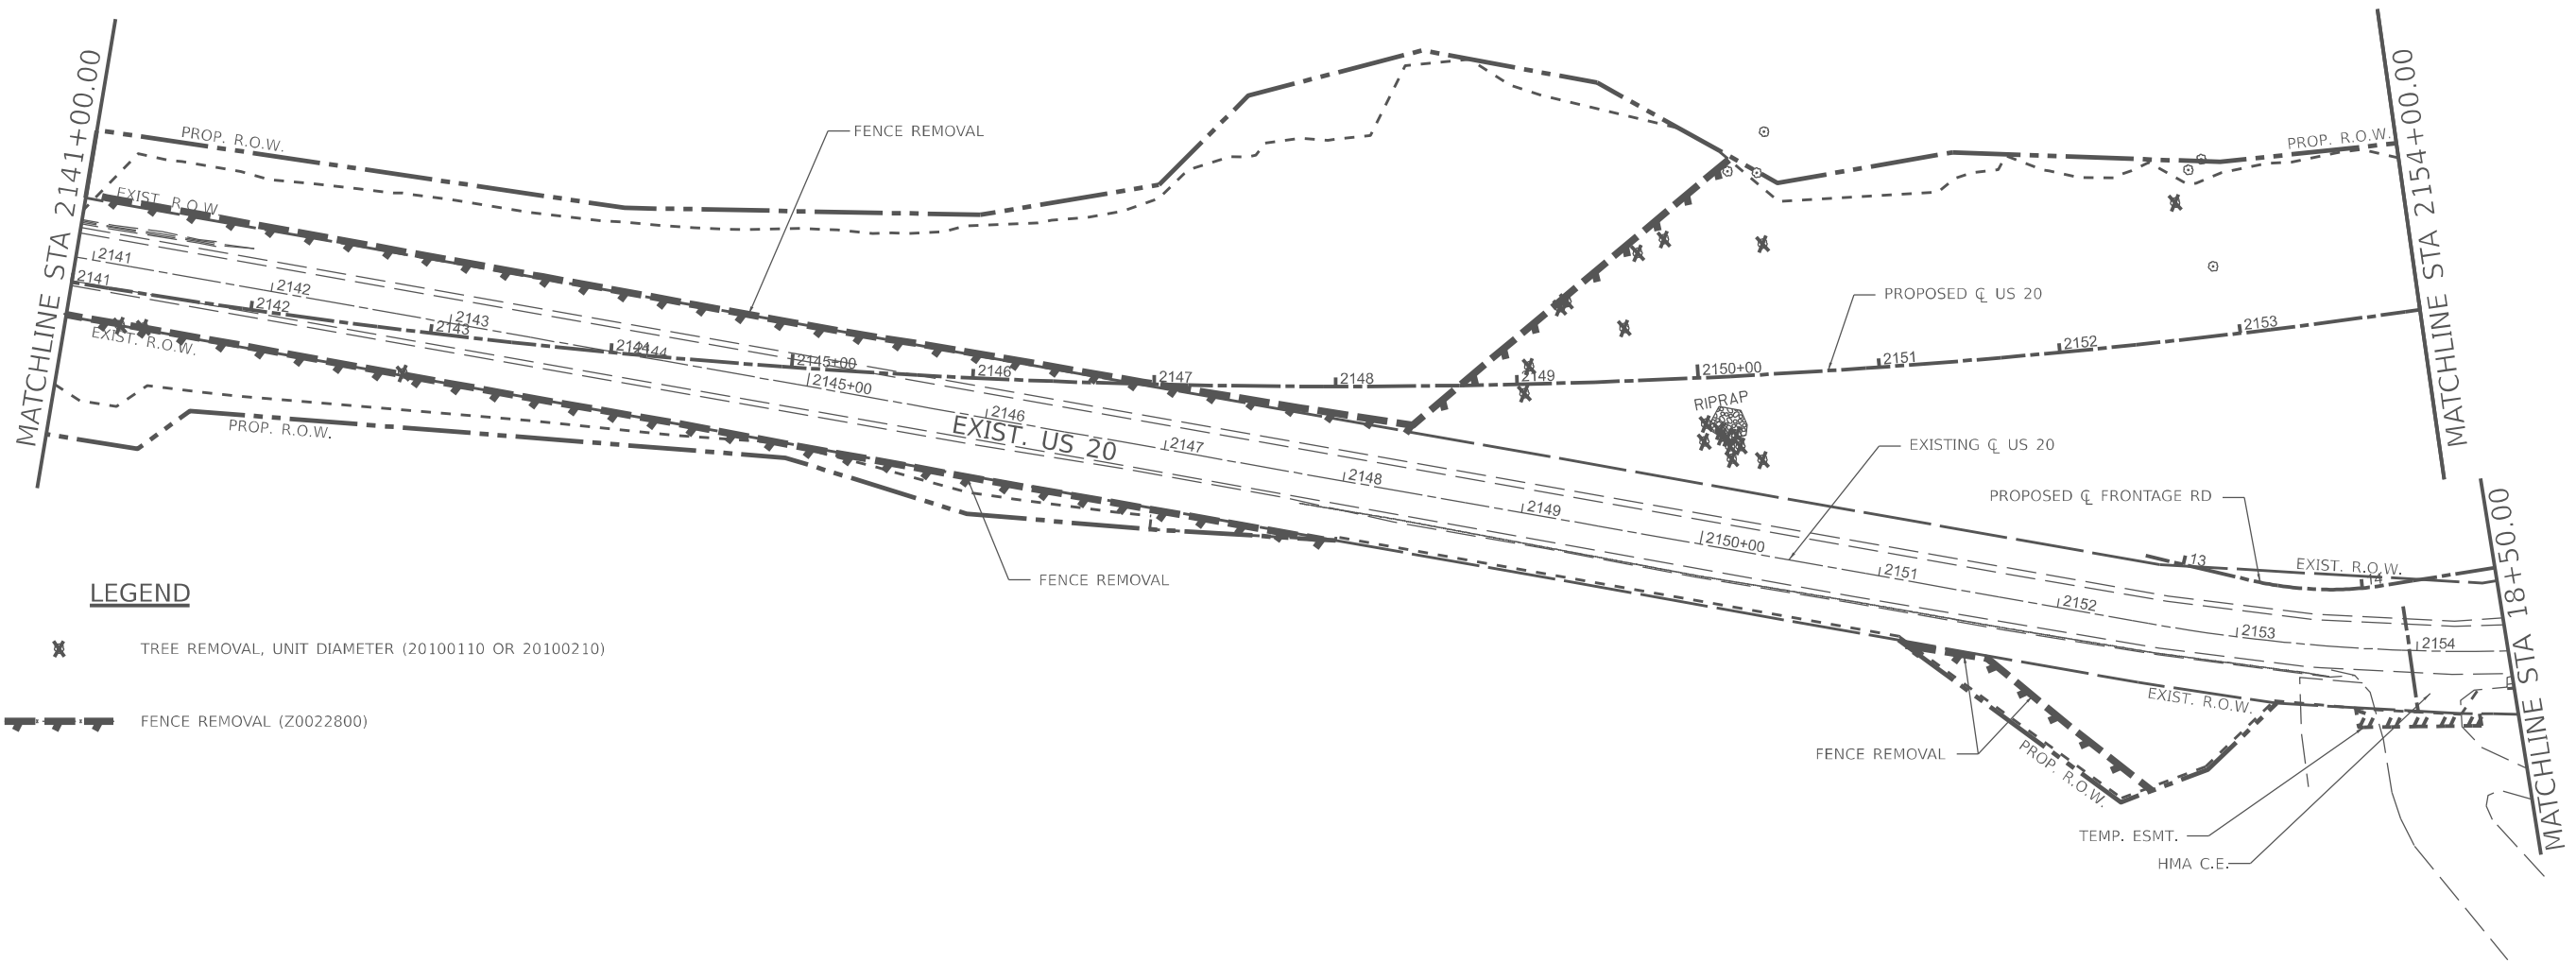 MATCHLINE STA 2141+00.00
MATCHLINE STA 2154+00.00
PROP. R.O.W.
FENCE REMOVAL
PROP. R.O.W.
EXIST. R.O.W.
2141
2142
2143
2144
2145+00
2146
2147
2148
2149
2150+00
2151
2152
2153
PROPOSED ℄ US 20
2141
2142
2143
2144
2145+00
2146
2147
2148
2149
2150+00
2151
2152
2153
2154
EXIST. R.O.W.
PROP. R.O.W.
EXIST. US 20
RIPRAP
EXISTING ℄ US 20
PROPOSED ℄ FRONTAGE RD
MATCHLINE STA 18+50.00
13
14
EXIST. R.O.W.
FENCE REMOVAL
EXIST. R.O.W.
FENCE REMOVAL
PROP. R.O.W.
TEMP. ESMT.
HMA C.E.
LEGEND
TREE REMOVAL, UNIT DIAMETER (20100110 OR 20100210)
FENCE REMOVAL (Z0022800)